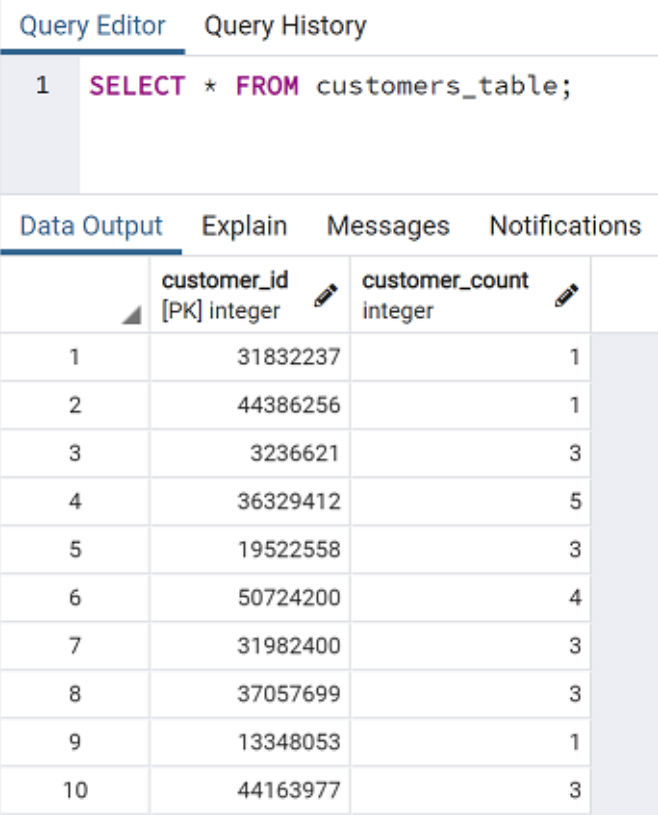 Query Editor Query History
1 SELECT * FROM customers_table;
Data Output Explain Messages Notifications
customer_id customer_count
[PK] integer integer
1 31832237 1
2 44386256 1
3 3236621 3
4 36329412 5
5 19522558 3
6 50724200 4
7 31982400 3
8 37057699 3
9 13348053 1
10 44163977 3